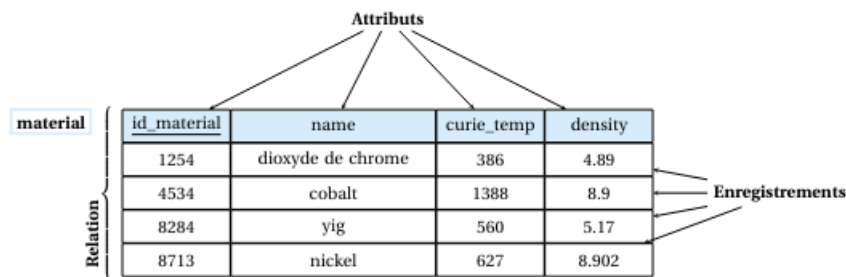 Attributs
material
id_material name curie_temp density
1254 dioxyde de chrome 386 4.89
4534 cobalt 1388 8.9
8284 yig 560 5.17
8713 nickel 627 8.902
Enregistrements
Relation